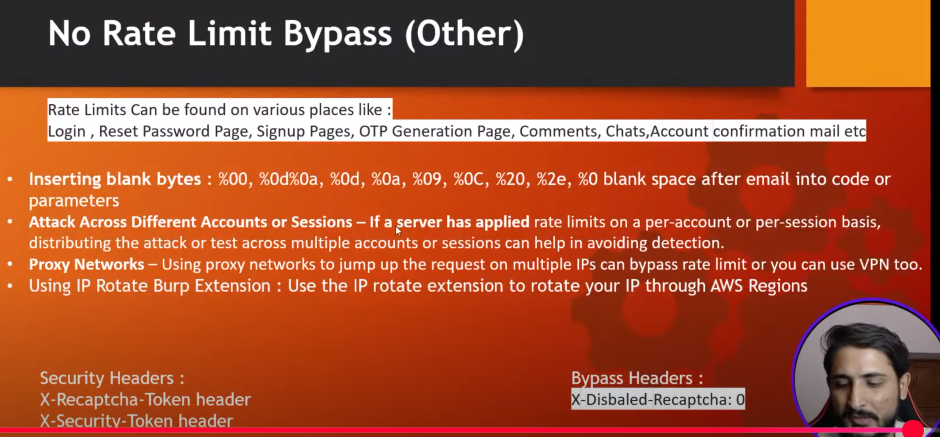 No Rate Limit Bypass (Other)
Rate Limits Can be found on various places like :
Login , Reset Password Page, Signup Pages, OTP Generation Page, Comments, Chats,Account confirmation mail etc
• Inserting blank bytes : %00, %0d%0a, %0d, %0a, %09, %0C, %20, %2e, %0 blank space after email into code or
parameters
• Attack Across Different Accounts or Sessions – If a server has applied rate limits on a per-account or per-session basis,
distributing the attack or test across multiple accounts or sessions can help in avoiding detection.
• Proxy Networks – Using proxy networks to jump up the request on multiple IPs can bypass rate limit or you can use VPN too.
• Using IP Rotate Burp Extension : Use the IP rotate extension to rotate your IP through AWS Regions
Security Headers :
X-Recaptcha-Token header
X-Security-Token header
Bypass Headers :
X-Disbaled-Recaptcha: 0